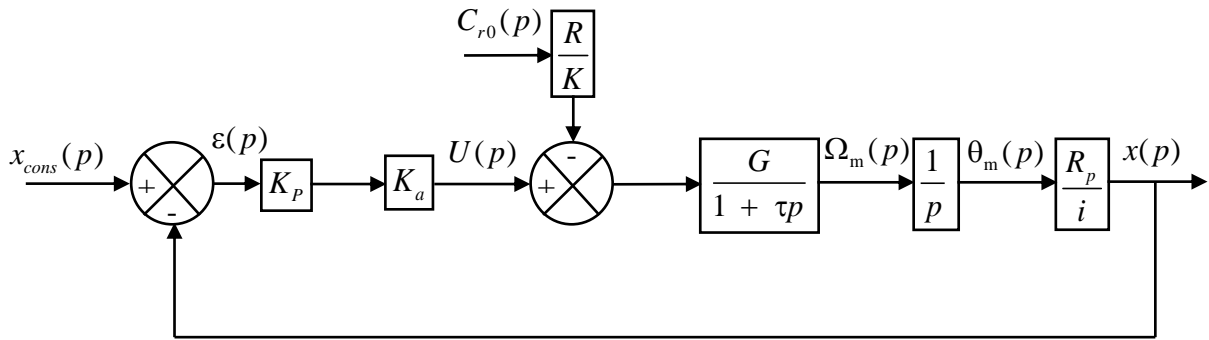 C_{r0}(p)
R
K
x_{cons}(p)
+
-
ε(p)
K_P
K_a
U(p)
-
+
G
1 + τp
Ω_m(p)
1
p
θ_m(p)
R_p
i
x(p)